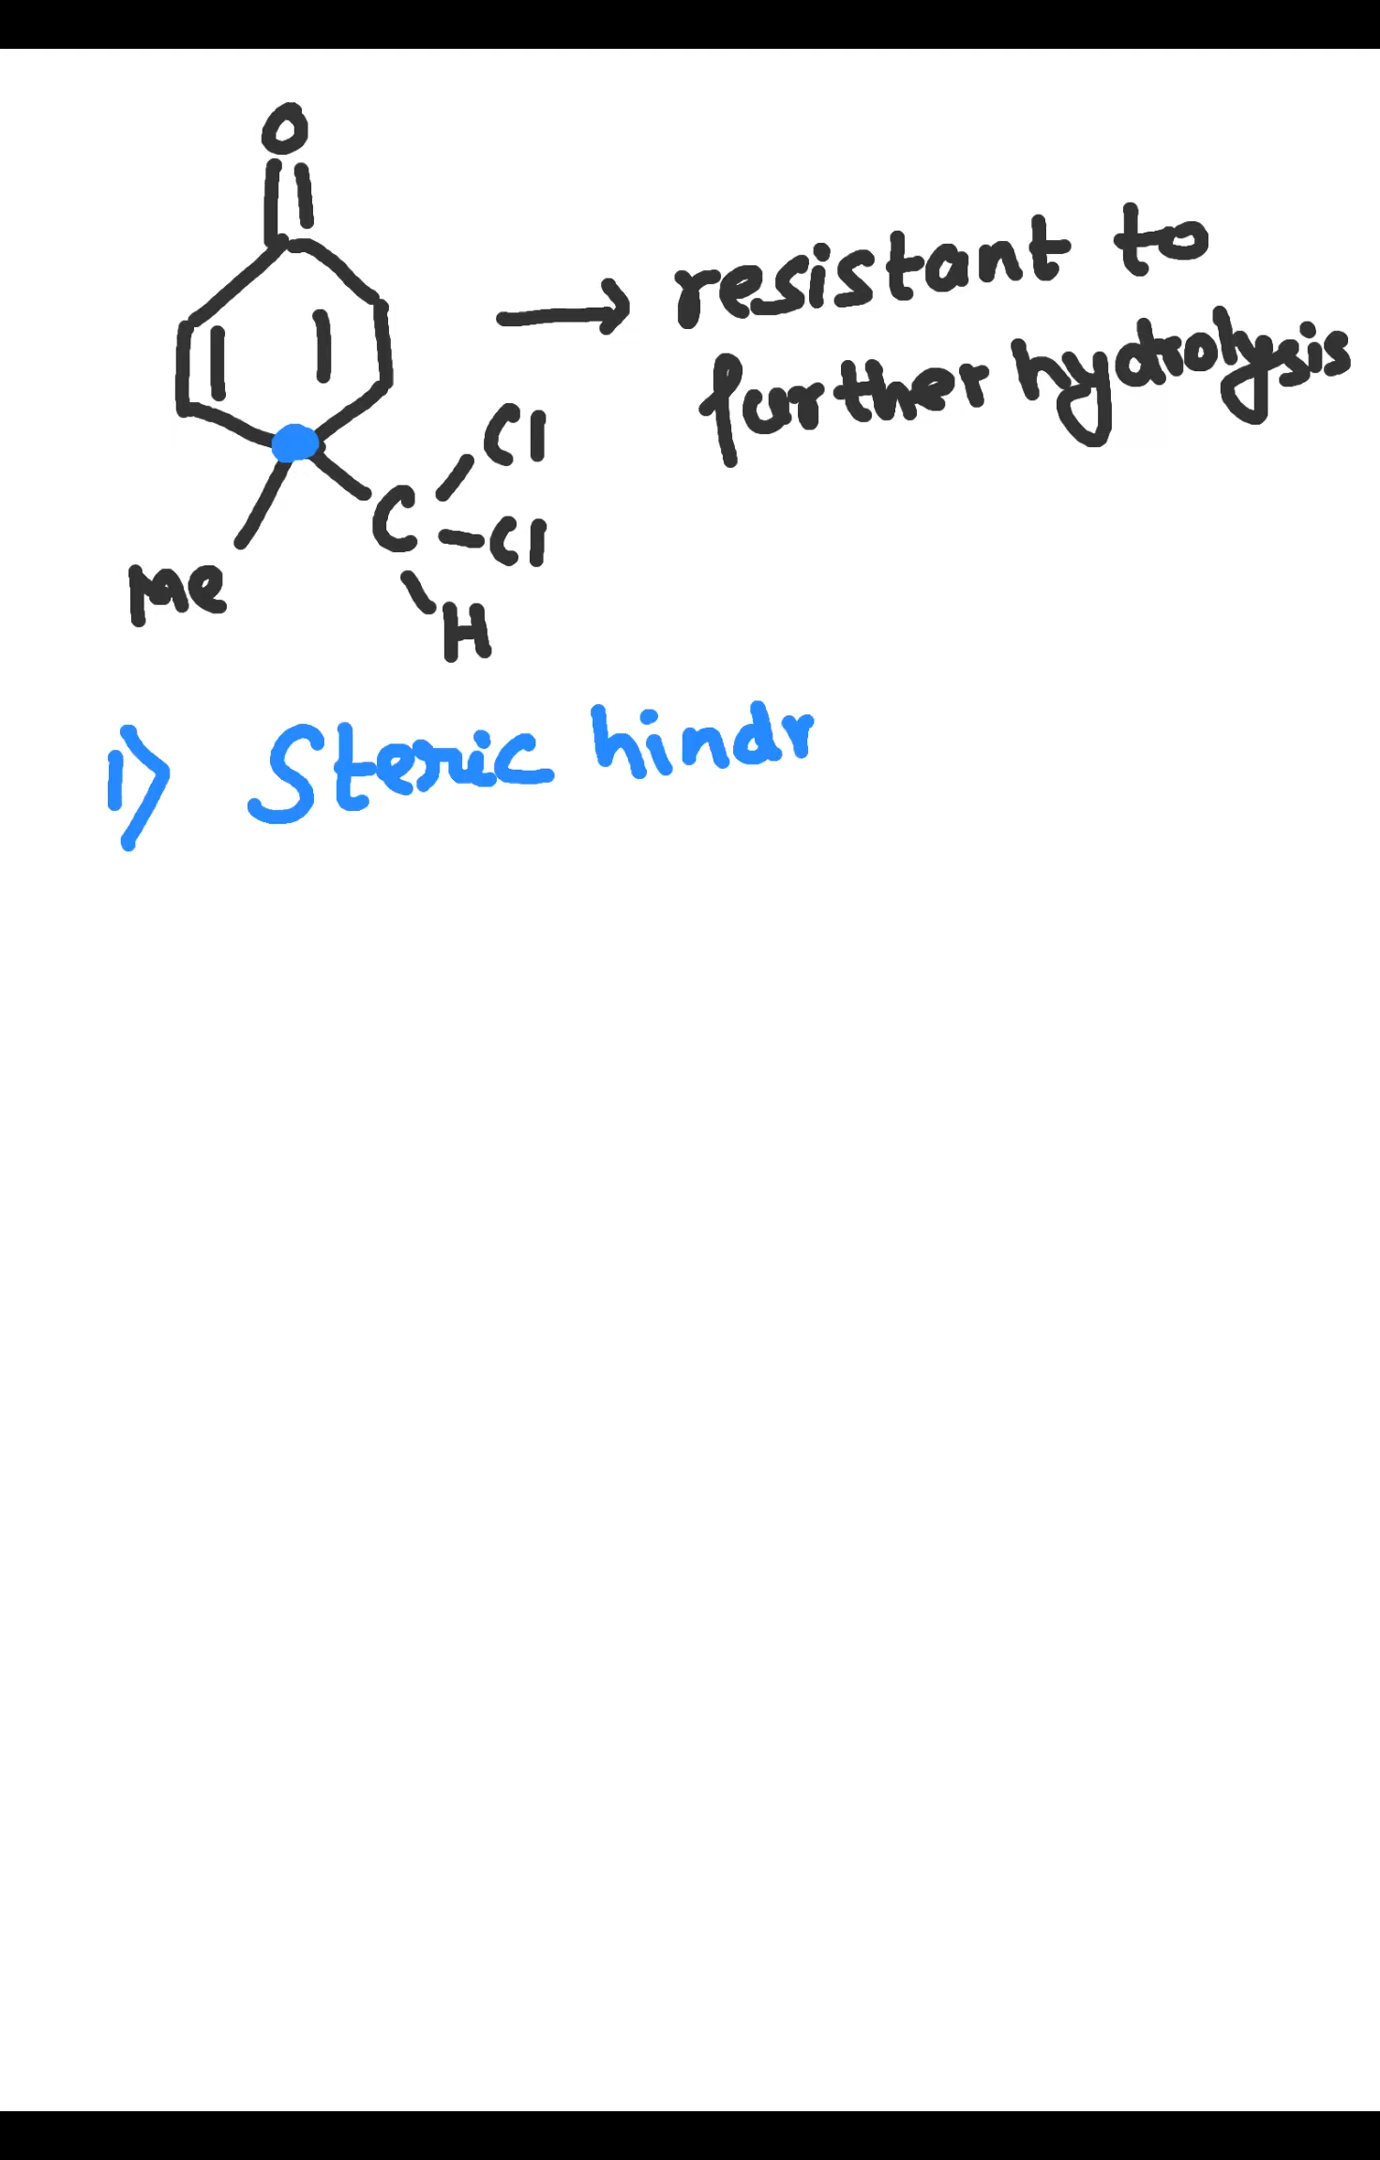 O
resistant to
further hydrolysis
Cl
C-Cl
Me
H
1) Steric hindr